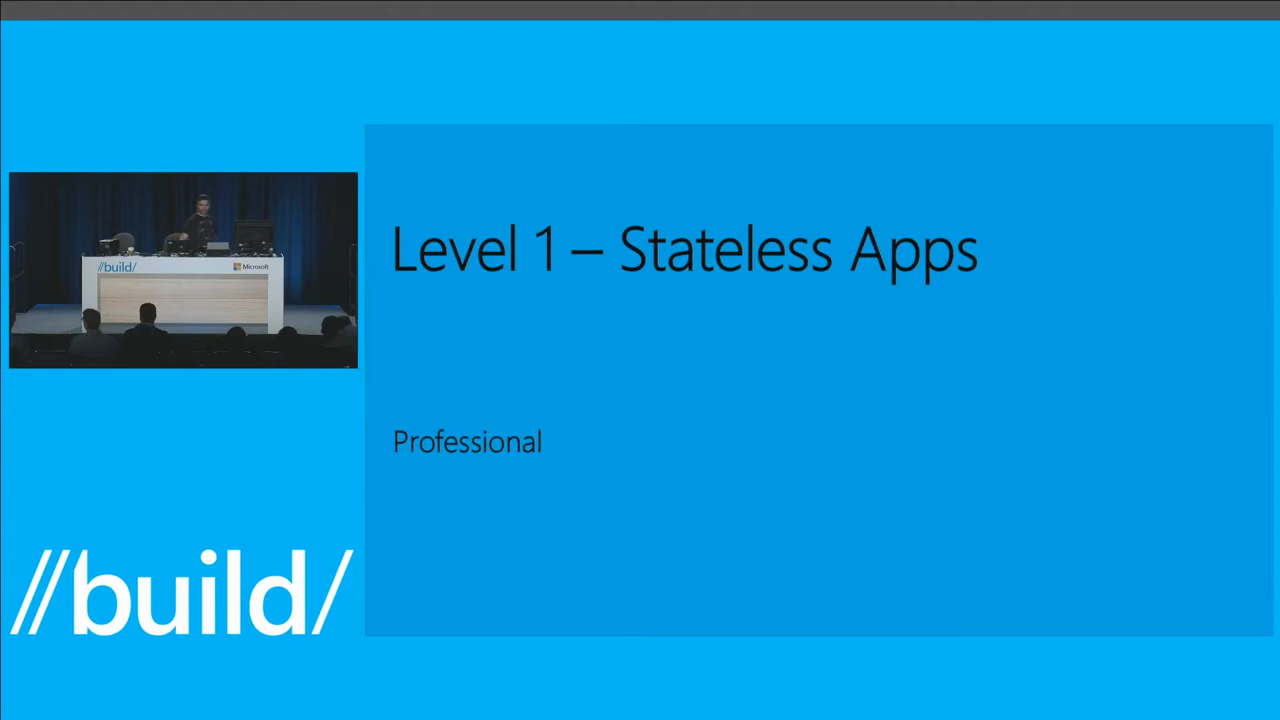 Level 1 – Stateless Apps
//build/
Microsoft
Professional
//build/